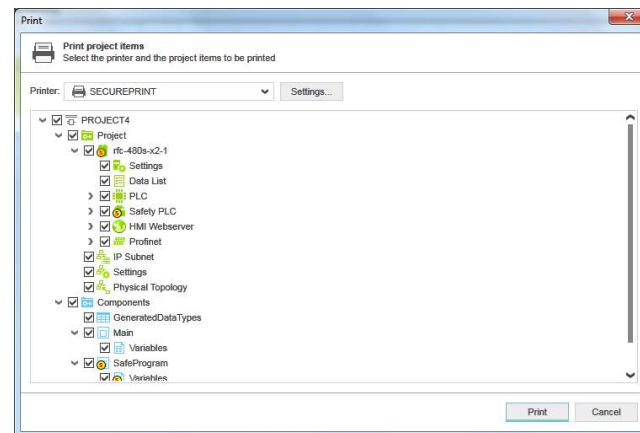 Print
Print project items
Select the printer and the project items to be printed
Printer: SECUREPRINT Settings...
PROJECT4
Project
rfc-480s-x2-1
Settings
Data List
PLC
Safety PLC
HMI Webserver
Profinet
IP Subnet
Settings
Physical Topology
Components
GeneratedDataTypes
Main
Variables
SafeProgram
Variables
Print Cancel